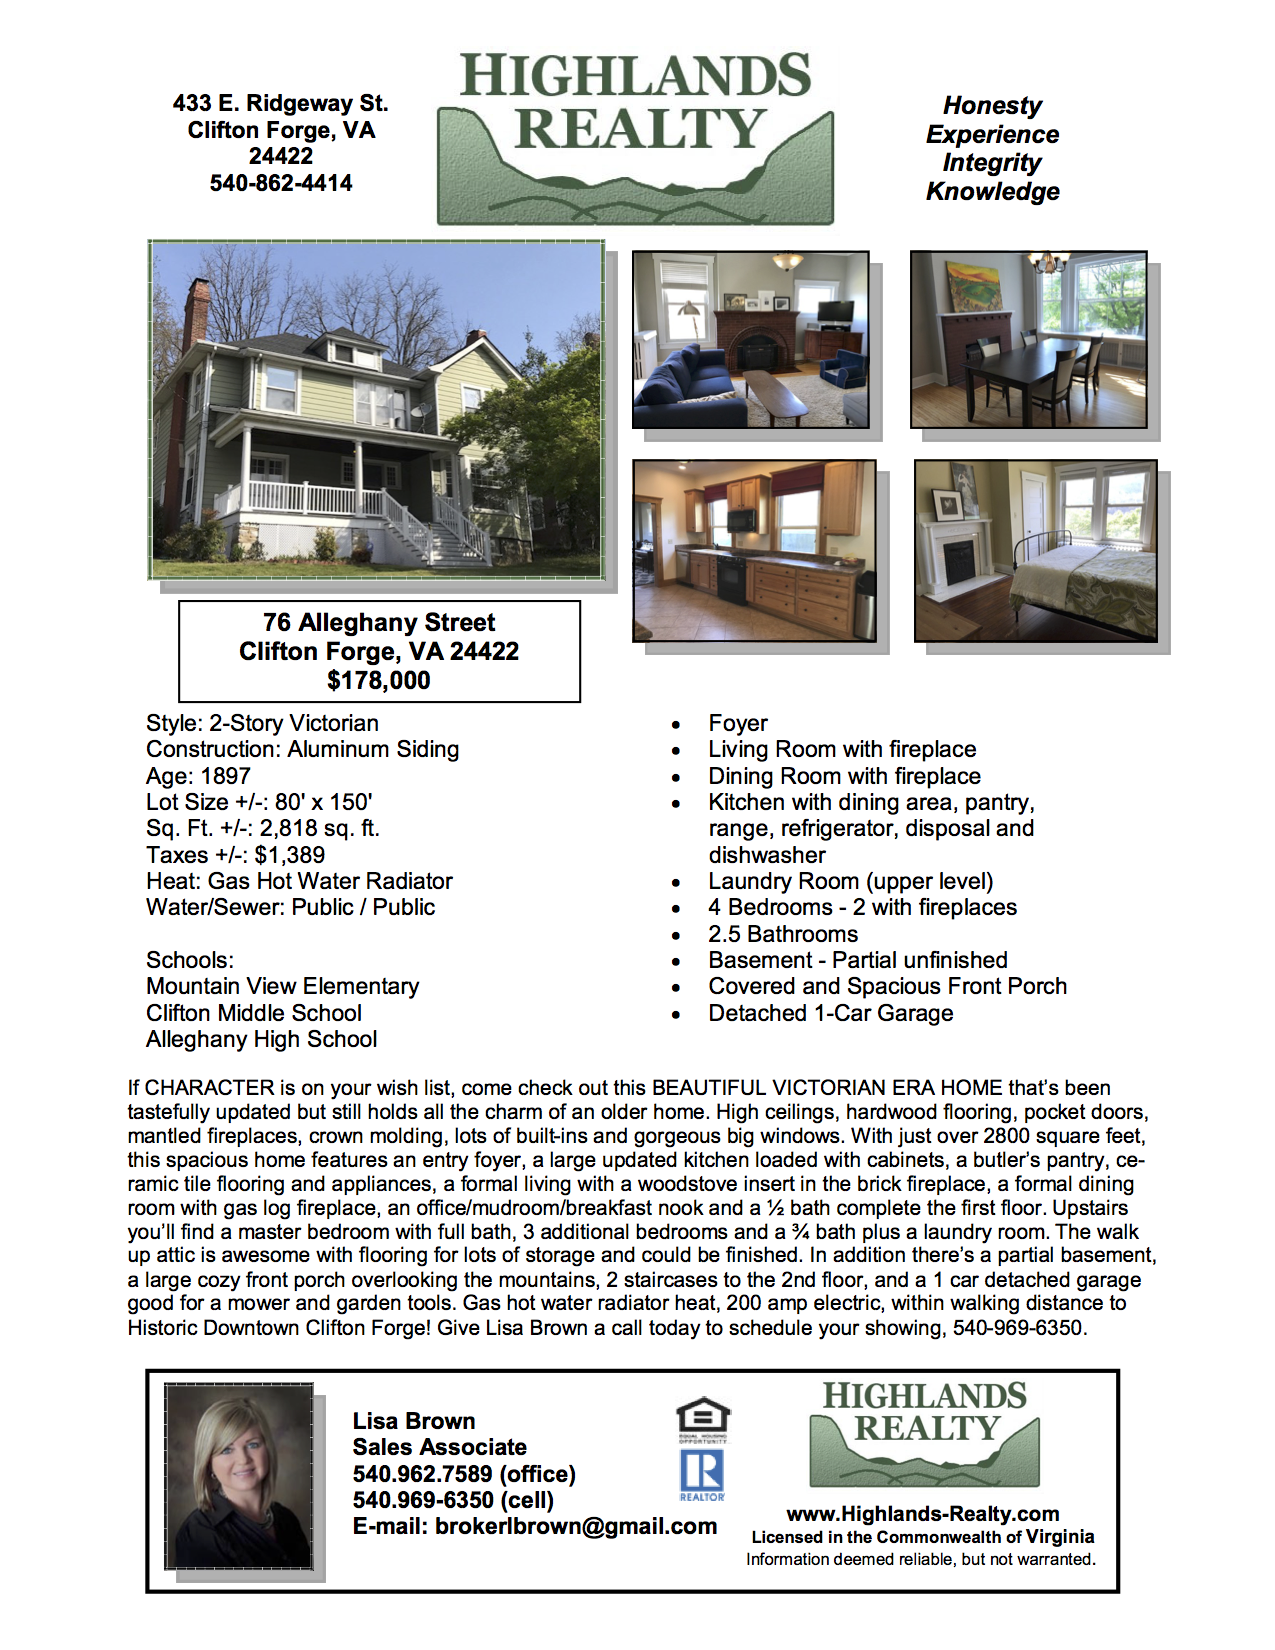 433 E. Ridgeway St.
Clifton Forge, VA
24422
540-862-4414
HIGHLANDS
REALTY
Honesty
Experience
Integrity
Knowledge
76 Alleghany Street
Clifton Forge, VA 24422
$178,000
Style: 2-Story Victorian
Construction: Aluminum Siding
Age: 1897
Lot Size +/-: 80' x 150'
Sq. Ft. +/-: 2,818 sq. ft.
Taxes +/-: $1,389
Heat: Gas Hot Water Radiator
Water/Sewer: Public / Public
Schools:
Mountain View Elementary
Clifton Middle School
Alleghany High School
• Foyer
• Living Room with fireplace
• Dining Room with fireplace
• Kitchen with dining area, pantry,
range, refrigerator, disposal and
dishwasher
• Laundry Room (upper level)
• 4 Bedrooms - 2 with fireplaces
• 2.5 Bathrooms
• Basement - Partial unfinished
• Covered and Spacious Front Porch
• Detached 1-Car Garage
If CHARACTER is on your wish list, come check out this BEAUTIFUL VICTORIAN ERA HOME that’s been
tastefully updated but still holds all the charm of an older home. High ceilings, hardwood flooring, pocket doors,
mantled fireplaces, crown molding, lots of built-ins and gorgeous big windows. With just over 2800 square feet,
this spacious home features an entry foyer, a large updated kitchen loaded with cabinets, a butler’s pantry, ce-
ramic tile flooring and appliances, a formal living with a woodstove insert in the brick fireplace, a formal dining
room with gas log fireplace, an office/mudroom/breakfast nook and a ½ bath complete the first floor. Upstairs
you’ll find a master bedroom with full bath, 3 additional bedrooms and a ¾ bath plus a laundry room. The walk
up attic is awesome with flooring for lots of storage and could be finished. In addition there’s a partial basement,
a large cozy front porch overlooking the mountains, 2 staircases to the 2nd floor, and a 1 car detached garage
good for a mower and garden tools. Gas hot water radiator heat, 200 amp electric, within walking distance to
Historic Downtown Clifton Forge! Give Lisa Brown a call today to schedule your showing, 540-969-6350.
Lisa Brown
Sales Associate
540.962.7589 (office)
540.969-6350 (cell)
E-mail: brokerlbrown@gmail.com
EQUAL HOUSING
OPPORTUNITY
R
REALTOR
HIGHLANDS
REALTY
www.Highlands-Realty.com
Licensed in the Commonwealth of Virginia
Information deemed reliable, but not warranted.